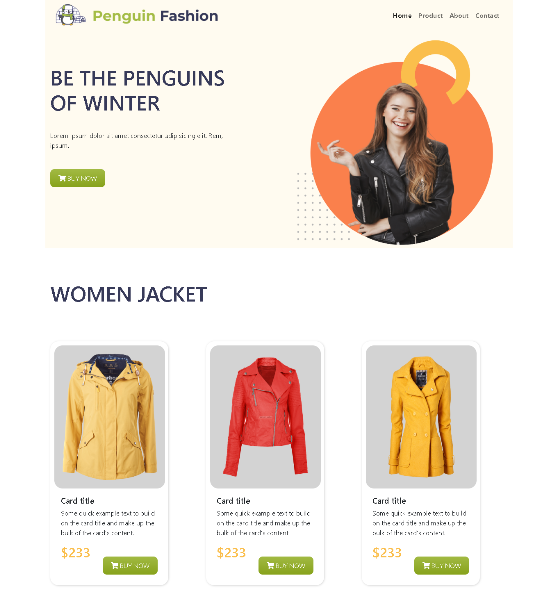 Penguin Fashion
Home Product About Contact
BE THE PENGUINS
OF WINTER
Lorem ipsum dolor sit amet consectetur adipisicing elit. Rem,
ipsum.
BUY NOW
WOMEN JACKET
Card title
Some quick example text to build
on the card title and make up the
bulk of the card's content.
$233
BUY NOW
Card title
Some quick example text to build
on the card title and make up the
bulk of the card's content.
$233
BUY NOW
Card title
Some quick example text to build
on the card title and make up the
bulk of the card's content.
$233
BUY NOW